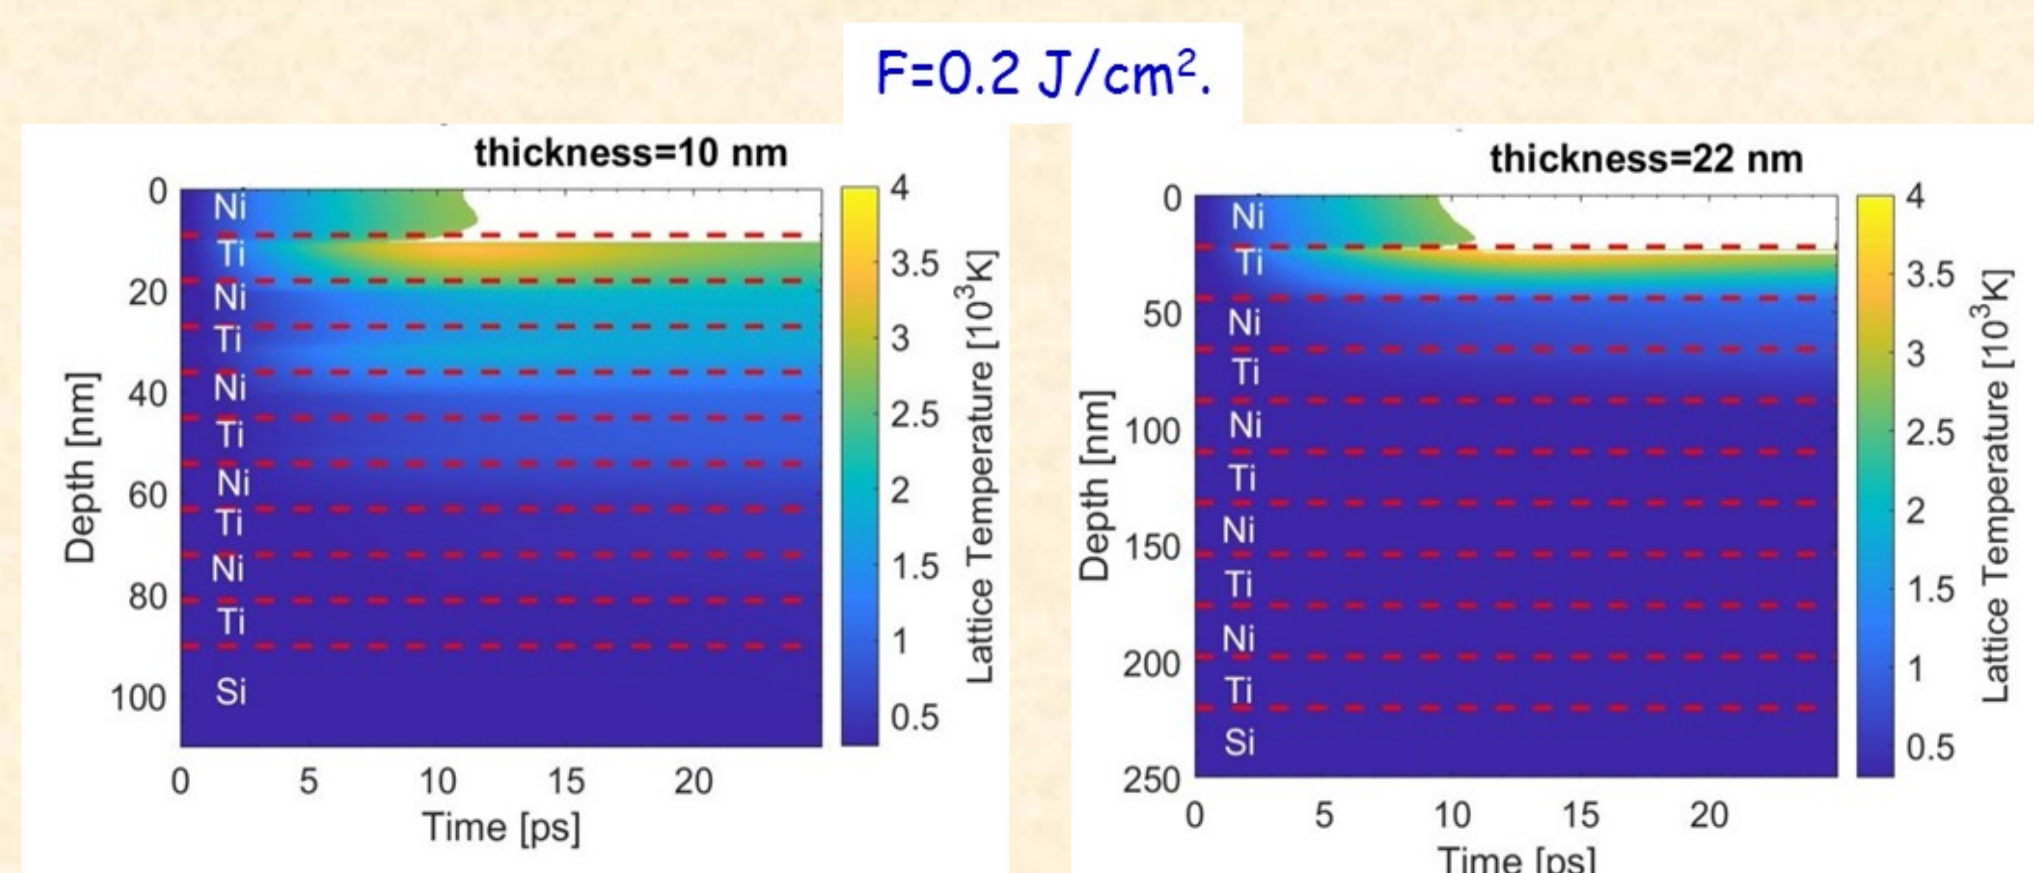 F=0.2 J/cm².
thickness=10 nm
0
20
40
60
80
100
Depth [nm]
Ni
Ti
Ni
Ti
Ni
Ti
Ni
Ti
Ni
Ti
Si
0 5 10 15 20
Time [ps]
4
3.5
3
2.5
2
1.5
1
0.5
Lattice Temperature [10³K]
thickness=22 nm
0
50
100
150
200
250
Depth [nm]
Ni
Ti
Ni
Ti
Ni
Ti
Ni
Ti
Ni
Ti
Si
0 5 10 15 20
Time [ps]
4
3.5
3
2.5
2
1.5
1
0.5
Lattice Temperature [10³K]